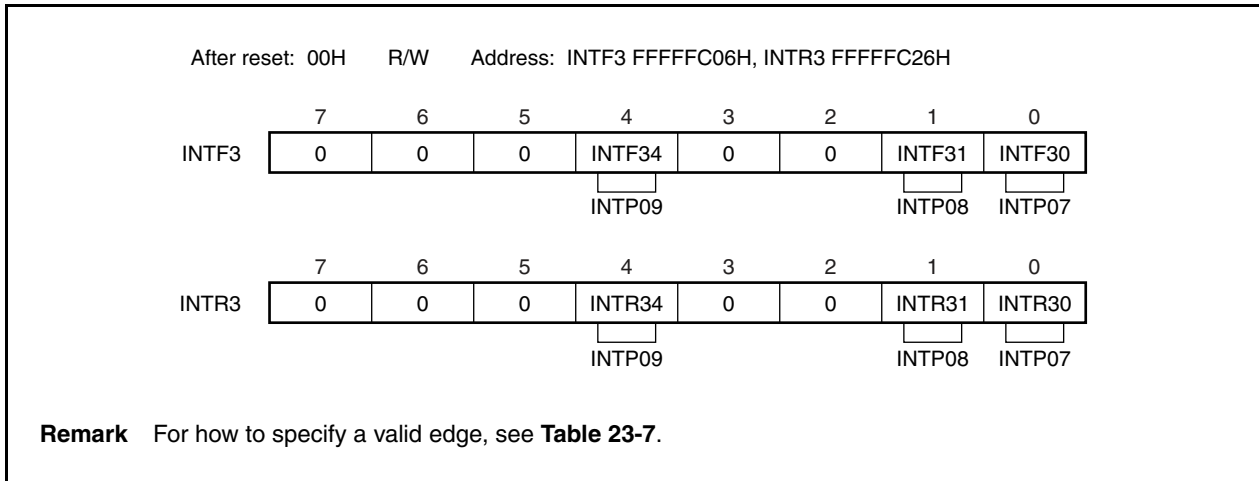 After reset: 00H R/W Address: INTF3 FFFFFC06H, INTR3 FFFFFC26H
7 6 5 4 3 2 1 0
INTF3 0 0 0 INTF34 0 0 INTF31 INTF30
INTP09 INTP08 INTP07
7 6 5 4 3 2 1 0
INTR3 0 0 0 INTR34 0 0 INTR31 INTR30
INTP09 INTP08 INTP07
Remark For how to specify a valid edge, see Table 23-7.